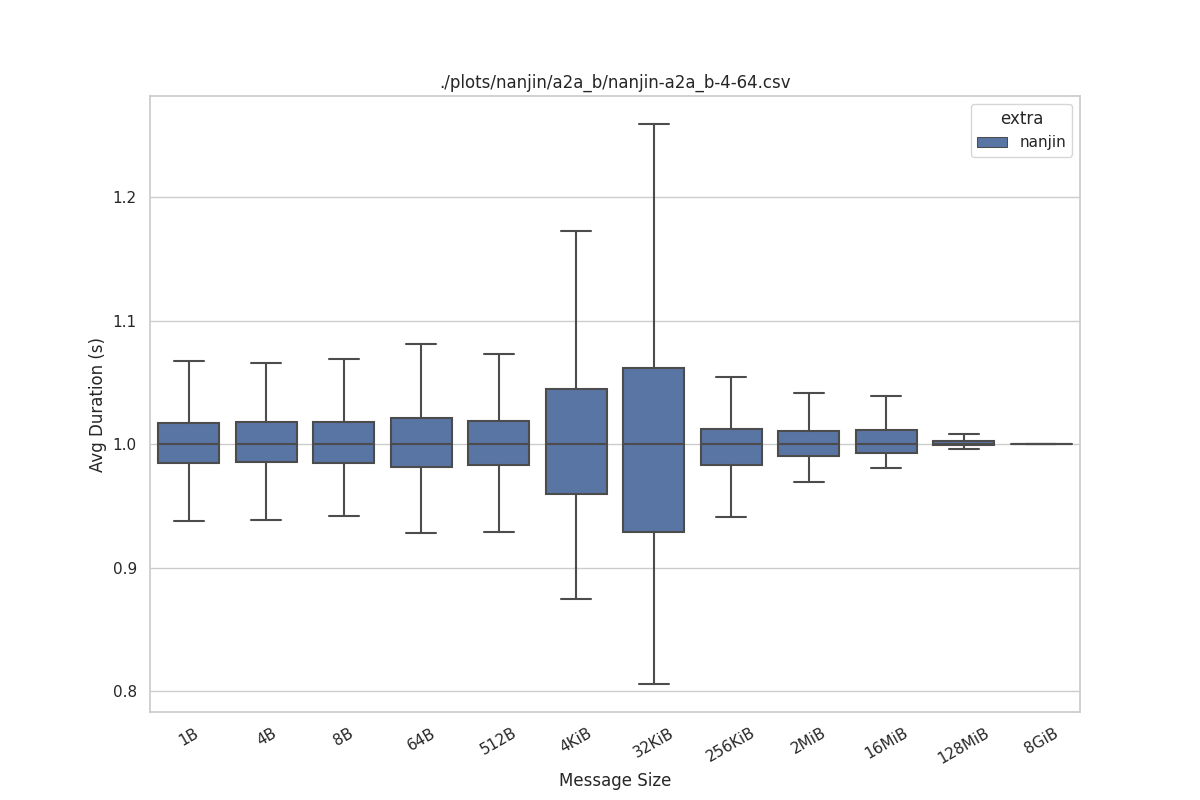 ./plots/nanjin/a2a_b/nanjin-a2a_b-4-64.csv
extra
nanjin
1.2
1.1
1.0
0.9
0.8
Avg Duration (s)
1B
4B
8B
64B
512B
4KiB
32KiB
256KiB
2MiB
16MiB
128MiB
8GiB
Message Size